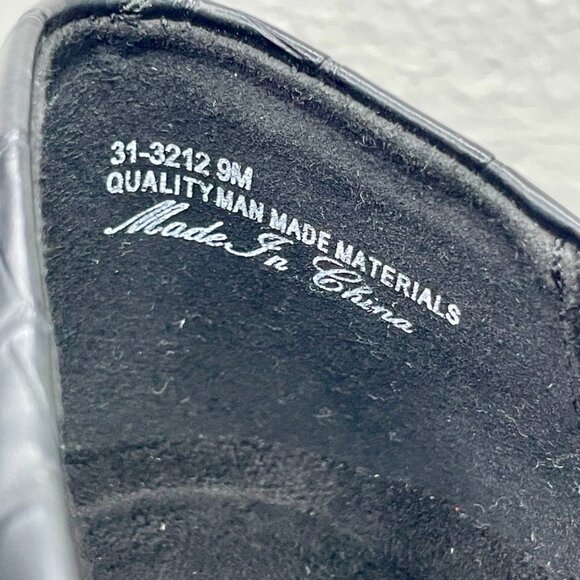 31-3212 9M
QUALITY MAN MADE MATERIALS
Made In China